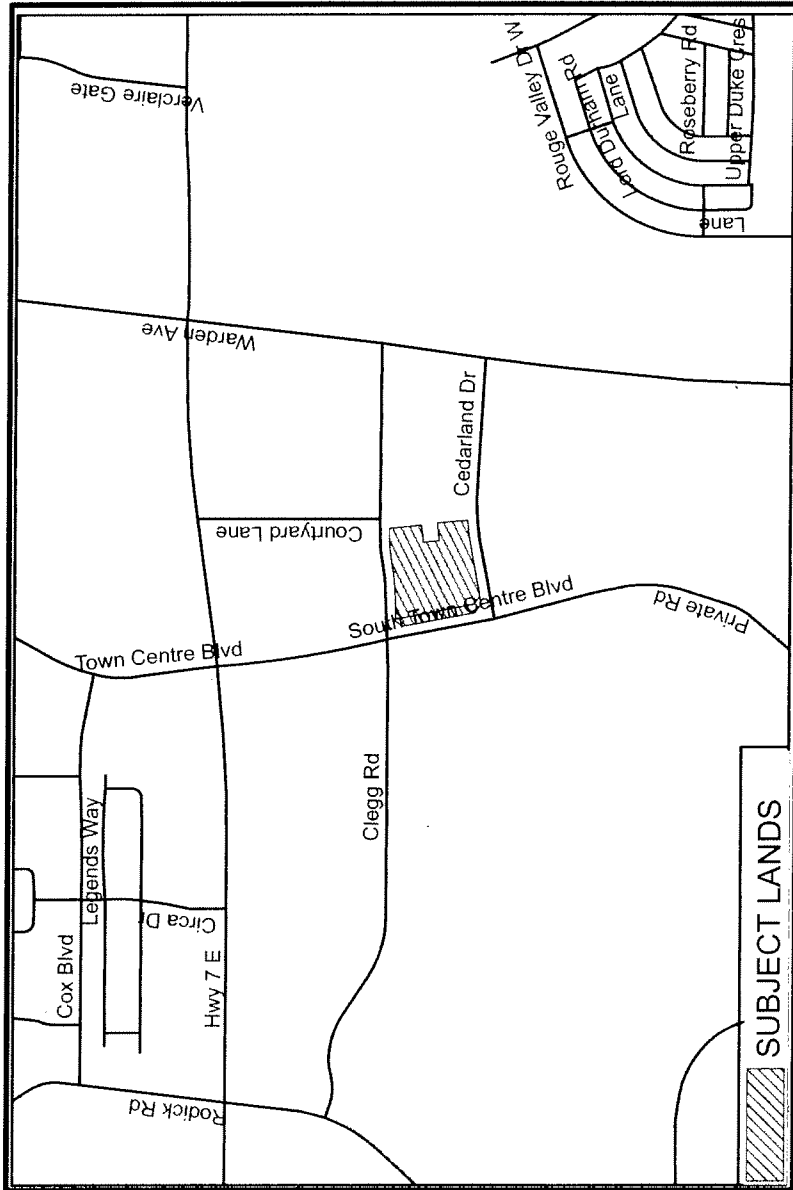 Verclaire Gate
Rouge Valley Dr W
Lord Durham Rd
Lane
Roseberry Rd
Upper Duke Cres
Lane
Warden Ave
Cedarland Dr
Courtyard Lane
South Town Centre Blvd
Private Rd
Town Centre Blvd
Clegg Rd
Legends Way
Circa Dr
Cox Blvd
Hwy 7 E
Rodick Rd
SUBJECT LANDS